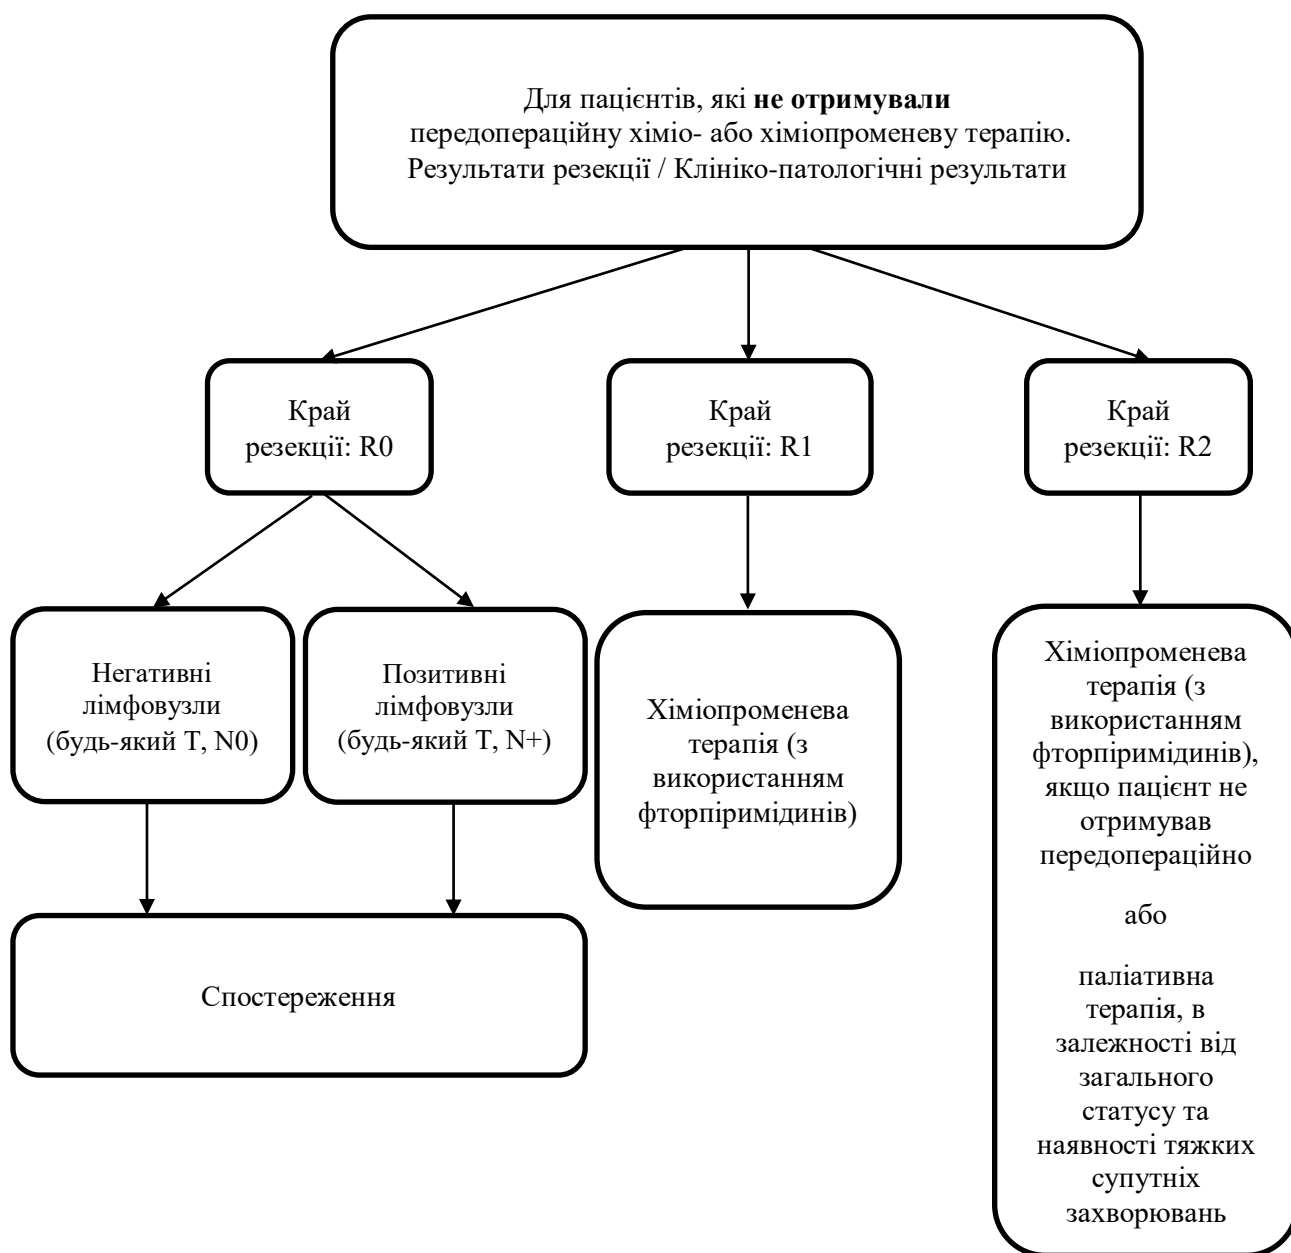 Для пацієнтів, які не отримували
передопераційну хіміо- або хіміопроменеву терапію.
Результати резекції / Клініко-патологічні результати
Край
резекції: R0
Край
резекції: R1
Край
резекції: R2
Негативні
лімфовузли
(будь-який T, N0)
Позитивні
лімфовузли
(будь-який T, N+)
Хіміопроменева
терапія (з
використанням
фторпіримідинів)
Хіміопроменева
терапія (з
використанням
фторпіримідинів),
якщо пацієнт не
отримував
передопераційно
або
паліативна
терапія, в
залежності від
загального
статусу та
наявності тяжких
супутніх
захворювань
Спостереження